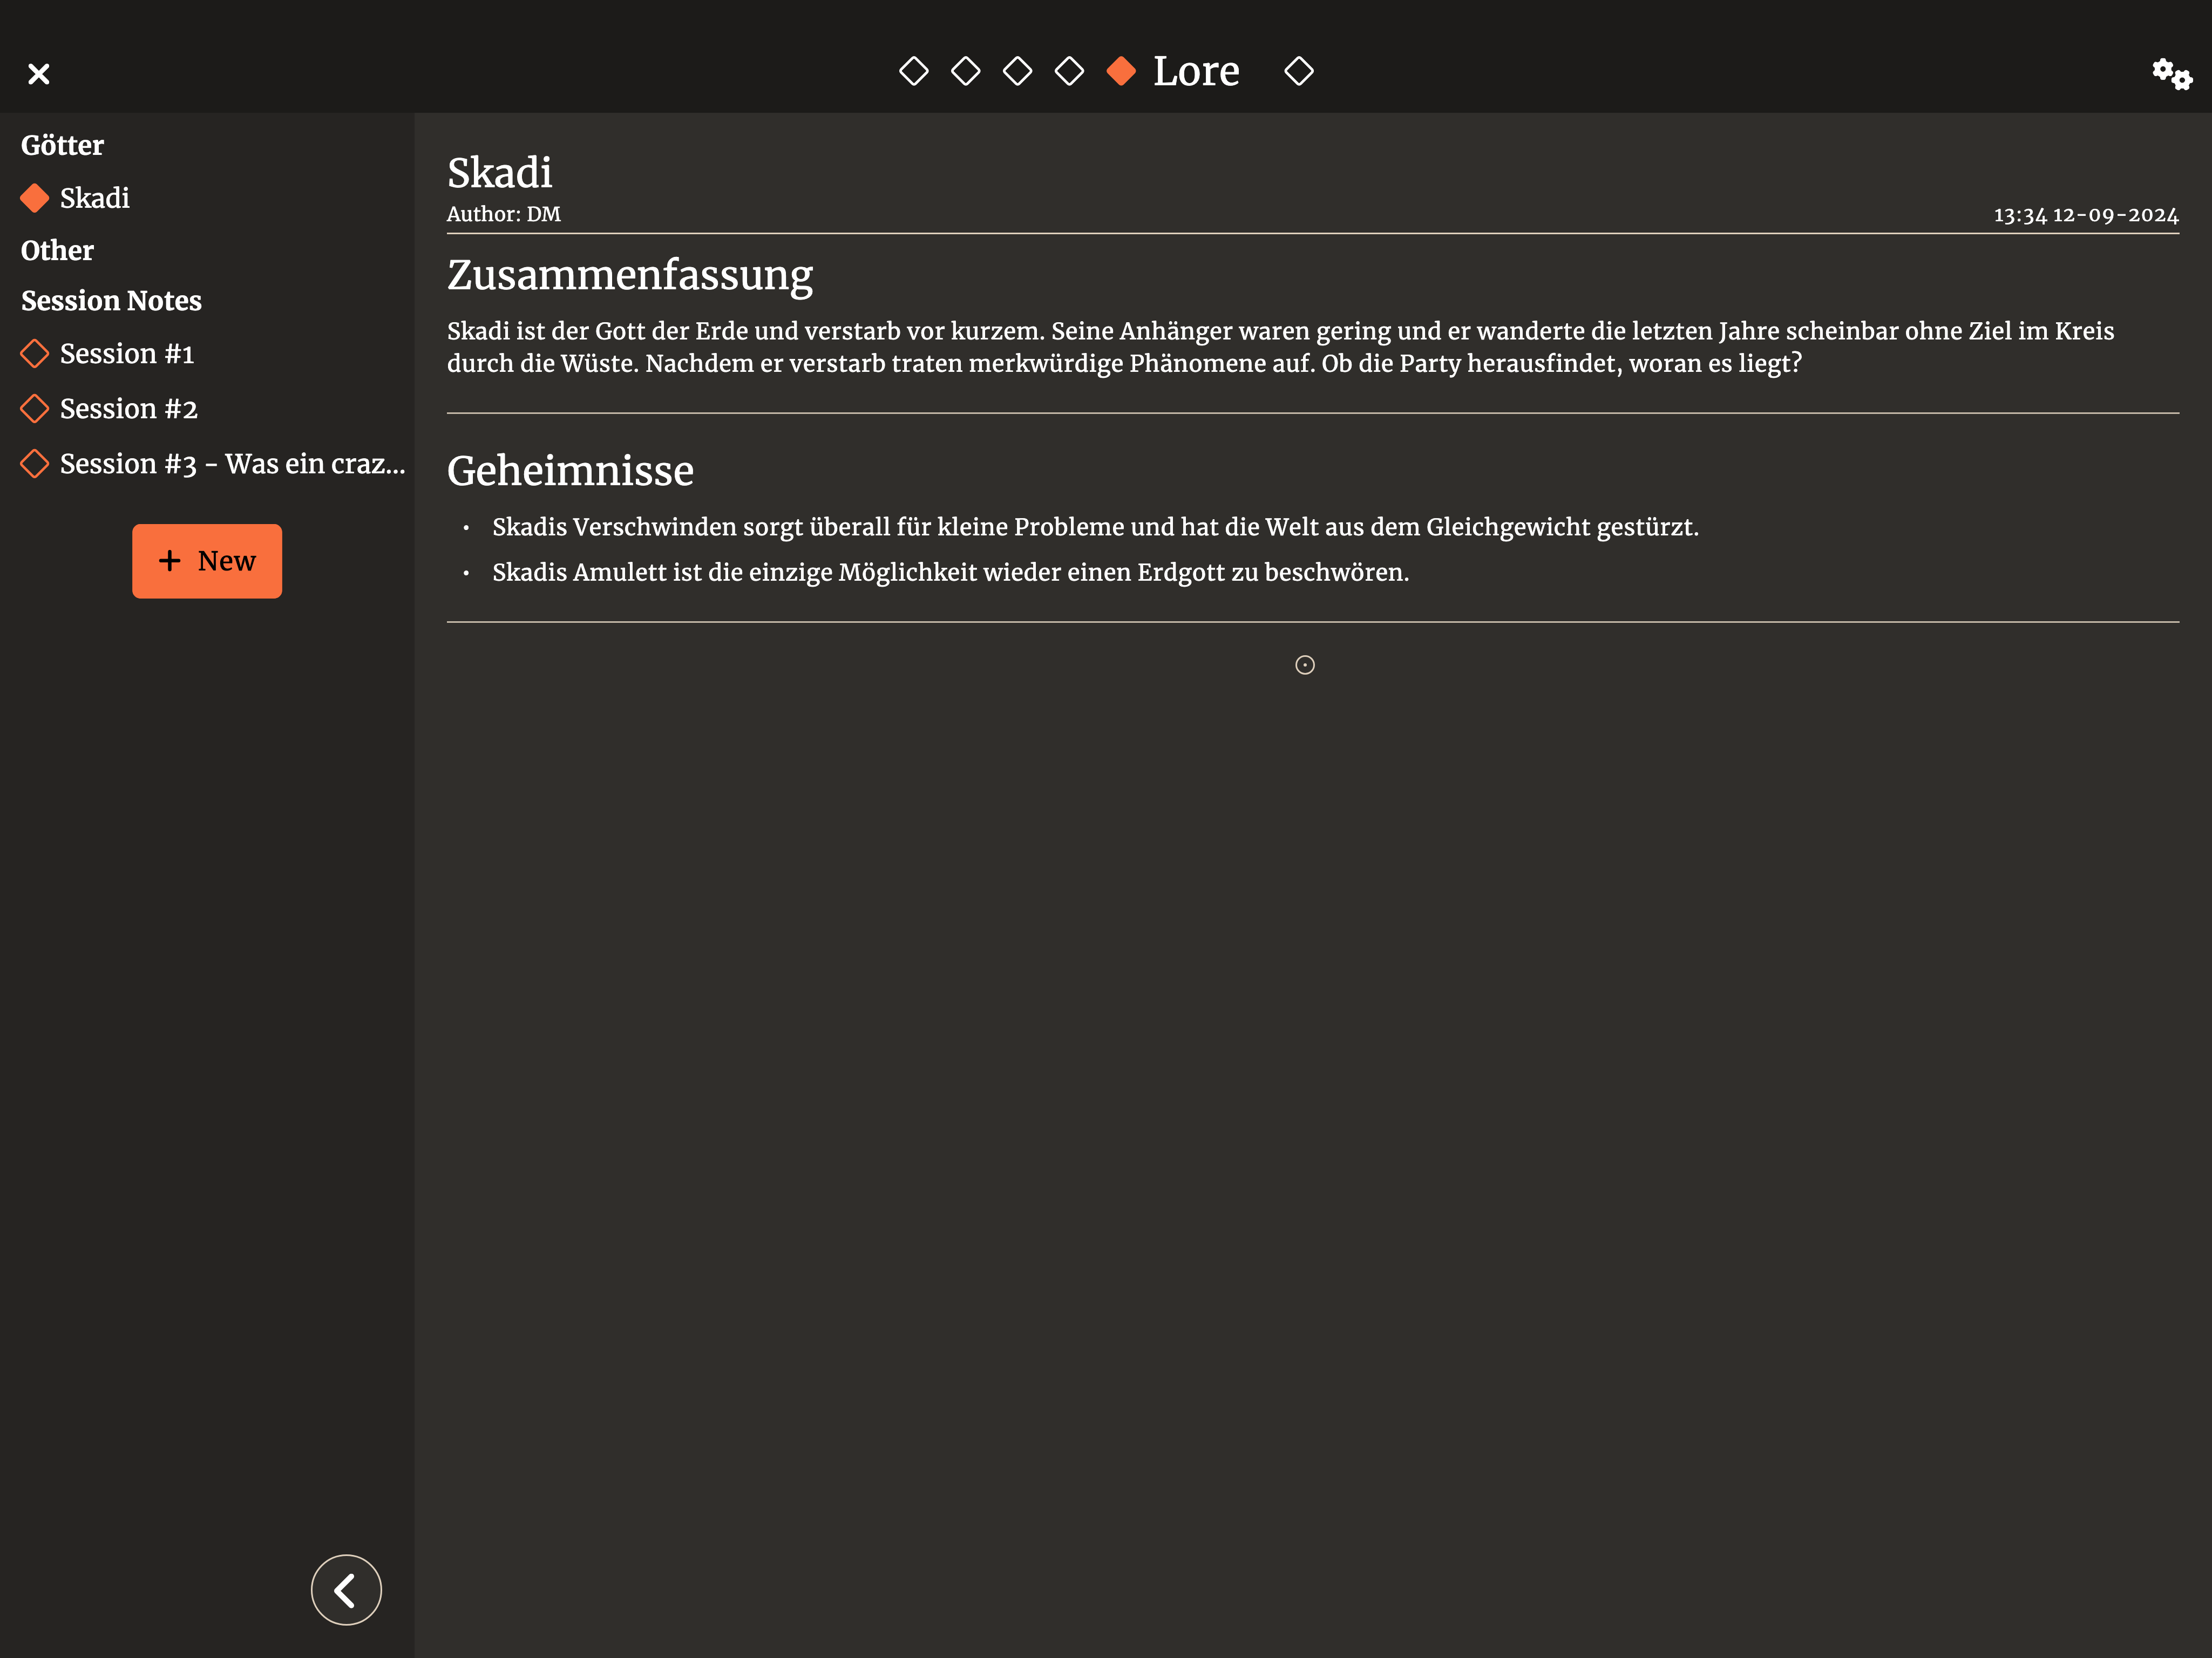 Lore
Götter
Skadi
Other
Session Notes
Session #1
Session #2
Session #3 - Was ein craz...
+ New
Skadi
Author: DM
13:34 12-09-2024
Zusammenfassung
Skadi ist der Gott der Erde und verstarb vor kurzem. Seine Anhänger waren gering und er wanderte die letzten Jahre scheinbar ohne Ziel im Kreis
durch die Wüste. Nachdem er verstarb traten merkwürdige Phänomene auf. Ob die Party herausfindet, woran es liegt?
Geheimnisse
• Skadis Verschwinden sorgt überall für kleine Probleme und hat die Welt aus dem Gleichgewicht gestürzt.
• Skadis Amulett ist die einzige Möglichkeit wieder einen Erdgott zu beschwören.